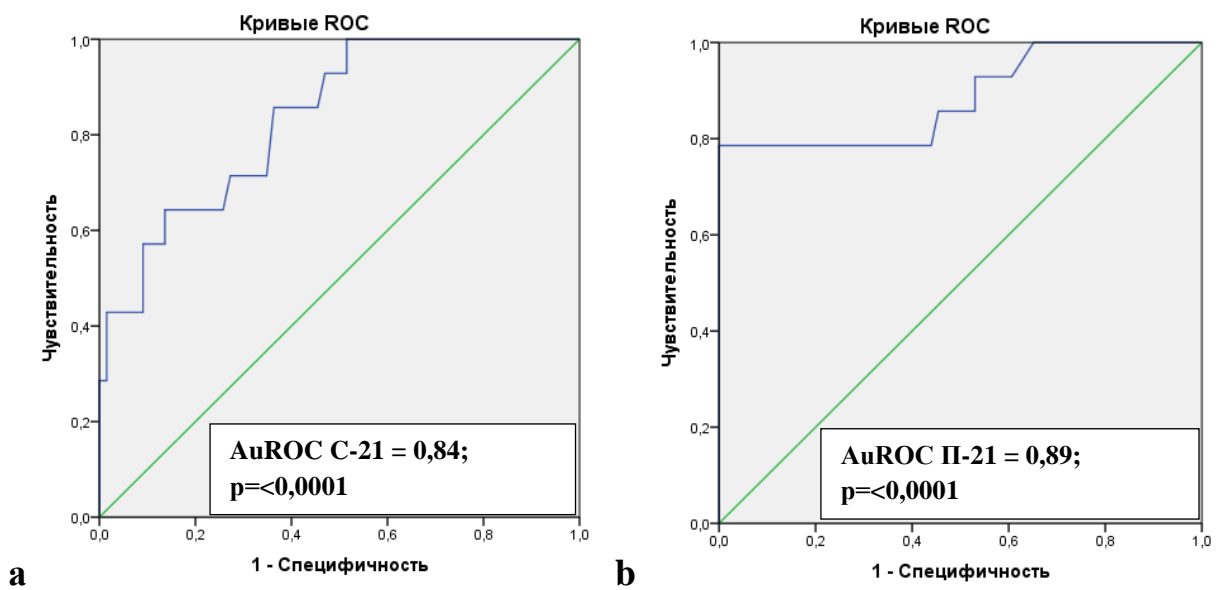 Кривые ROC
1,0
0,8
0,6
0,4
0,2
0,0
Чувствительность
AuROC С-21 = 0,84;
p=<0,0001
0,0 0,2 0,4 0,6 0,8 1,0
1 - Специфичность
a
Кривые ROC
1,0
0,8
0,6
0,4
0,2
0,0
Чувствительность
AuROC П-21 = 0,89;
p=<0,0001
0,0 0,2 0,4 0,6 0,8 1,0
1 - Специфичность
b